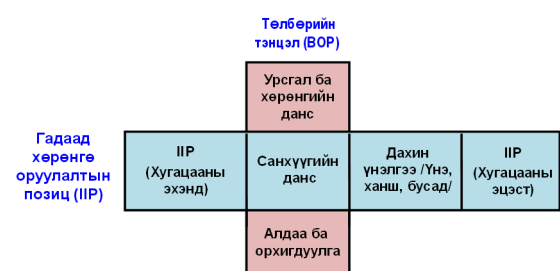 Төлбөрийн
тэнцэл (BOP)
Урсгал ба
хөрөнгийн
данс
Гадаад
хөрөнгө
оруулалтын
позиц (IIP)
IIP
(Хугацааны
эхэнд)
Санхүүгийн
данс
Дахин
үнэлгээ /Үнэ,
ханш, бусад/
IIP
(Хугацааны
эцэст)
Алдаа ба
орхигдуулга